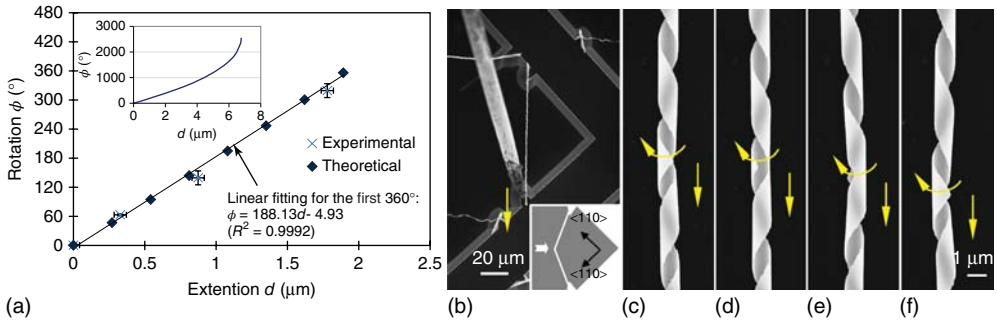 480
420
360
300
240
180
120
60
0
Rotation ϕ (°)
3000
2000
1000
0
ϕ (°)
0 2 4 6 8
d (μm)
Experimental
Theoretical
Linear fitting for the first 360°:
ϕ = 188.13d- 4.93
(R² = 0.9992)
0 0.5 1 1.5 2 2.5
Extention d (μm)
(a)
20 μm
<110>
<110>
(b)
(c)
(d)
(e)
1 μm
(f)